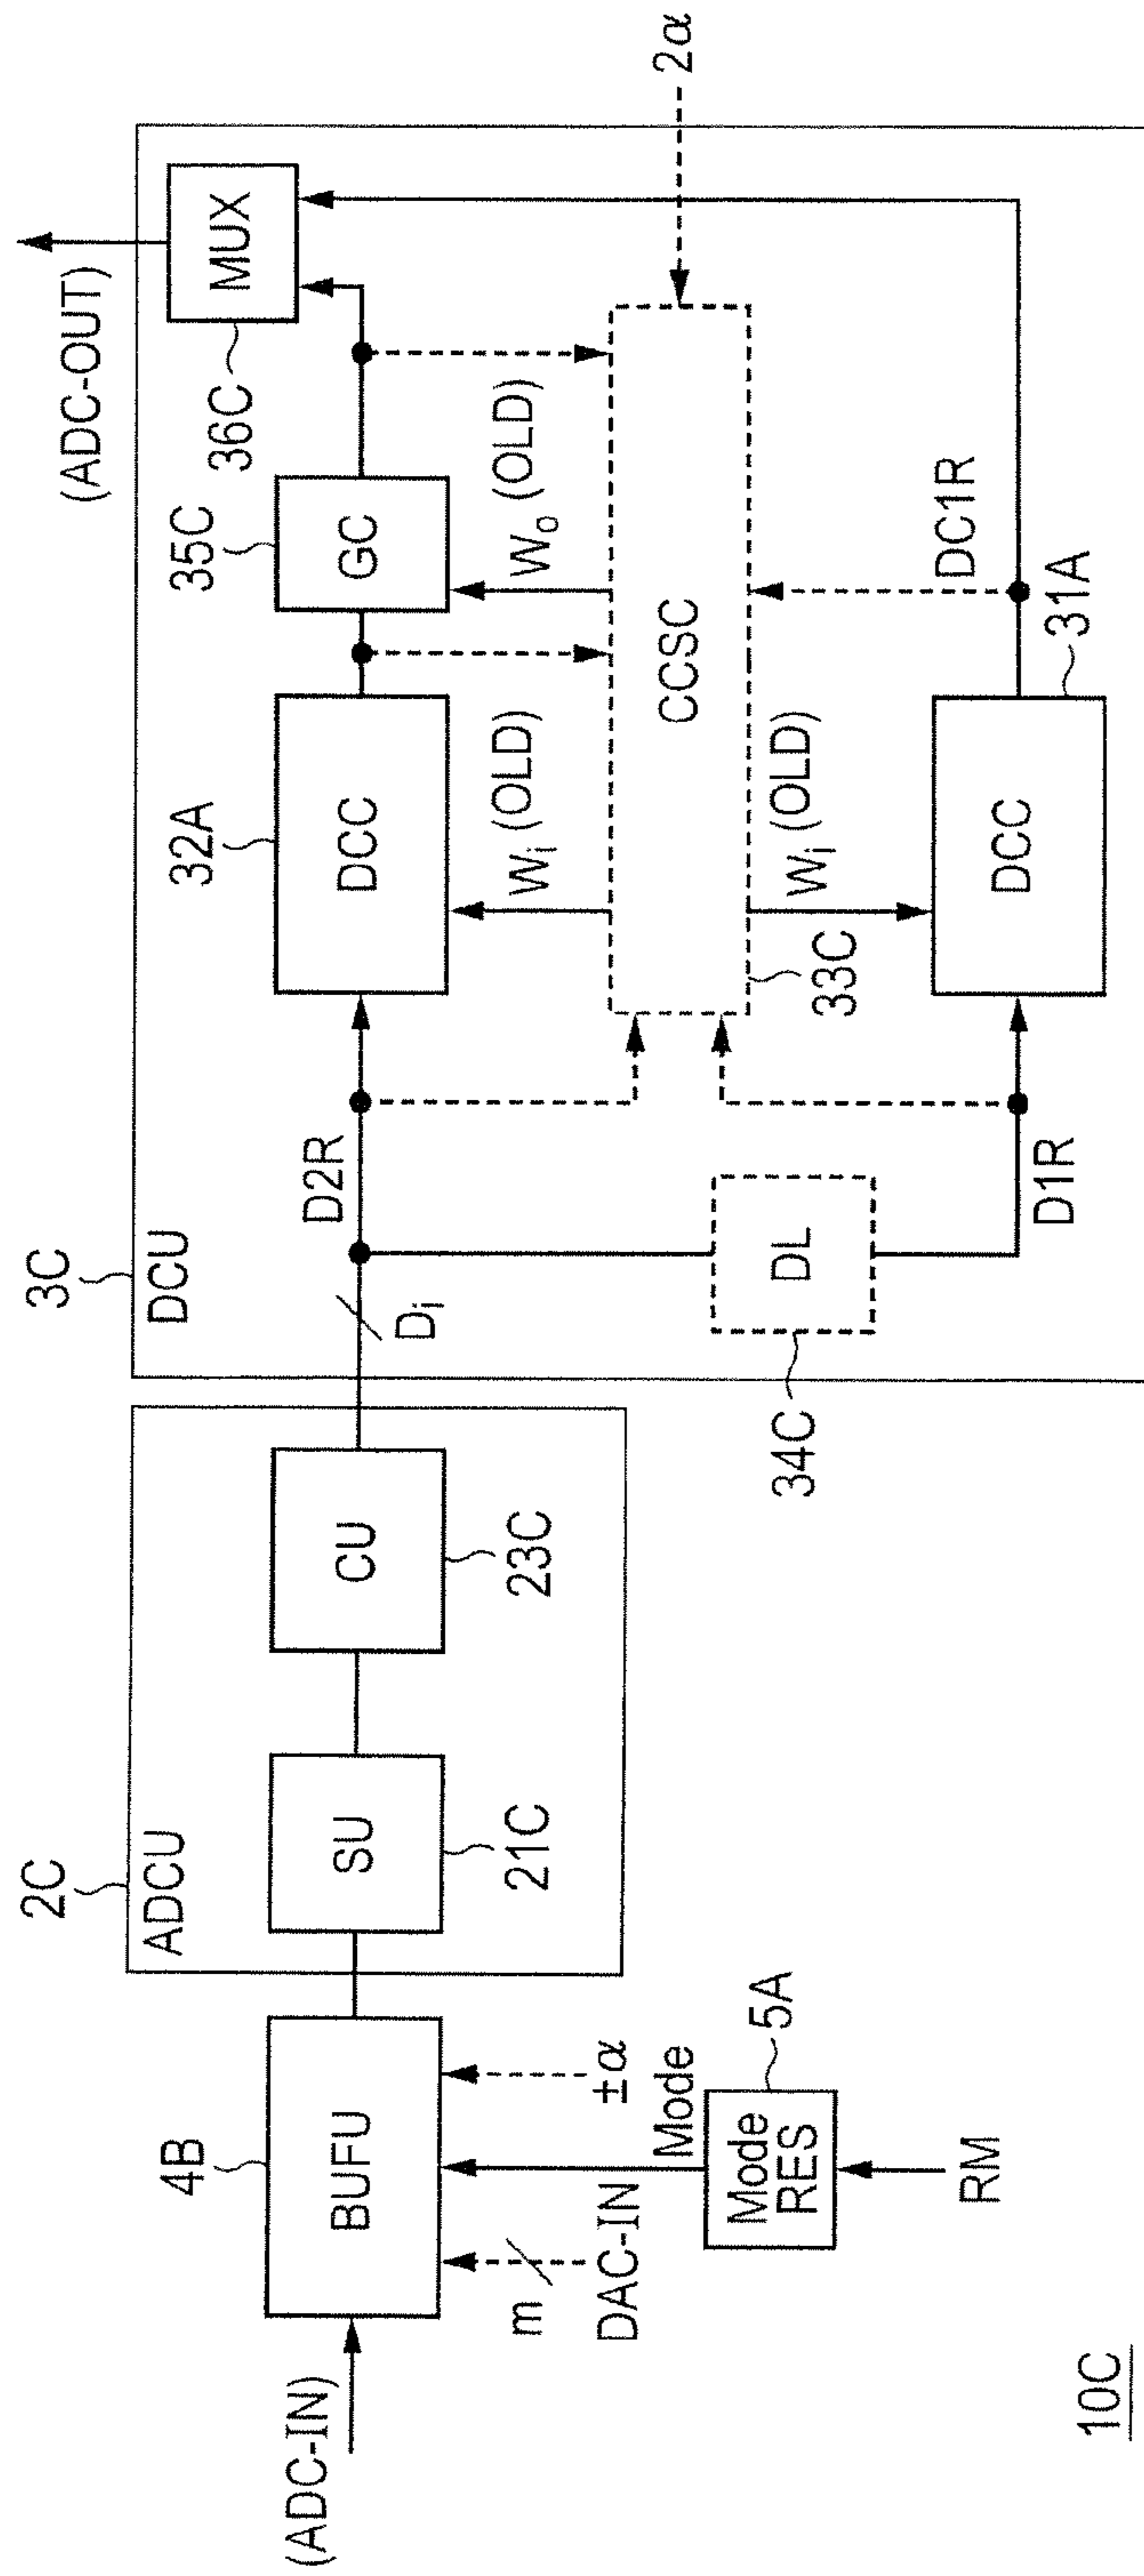 10C
(ADC-IN)
4B
BUFU
m
DAC-IN
Mode
±α
Mode
RES
5A
RM
2C
ADCU
SU
21C
CU
23C
3C
DCU
Di
D2R
DL
34C
D1R
32A
DCC
Wi (OLD)
35C
GC
Wo (OLD)
CCSC
33C
Wi (OLD)
DCC
31A
DC1R
2α
MUX
36C
(ADC-OUT)